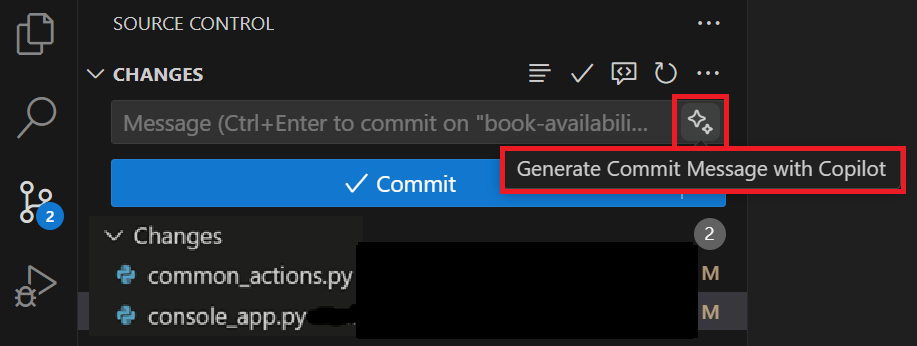 SOURCE CONTROL
CHANGES
Message (Ctrl+Enter to commit on "book-availabili...
Generate Commit Message with Copilot
Commit
2
Changes 2
common_actions.py M
console_app.py M